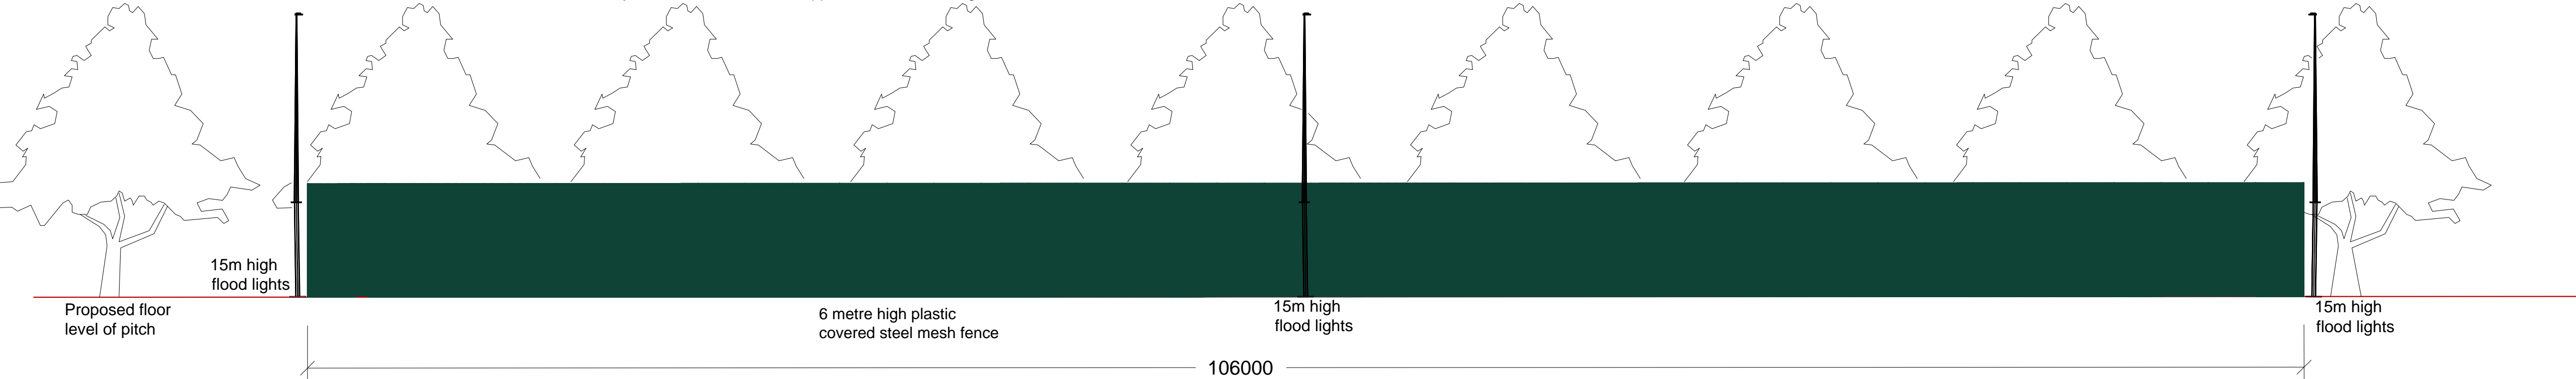 15m high
flood lights
Proposed floor
level of pitch
6 metre high plastic
covered steel mesh fence
15m high
flood lights
15m high
flood lights
106000